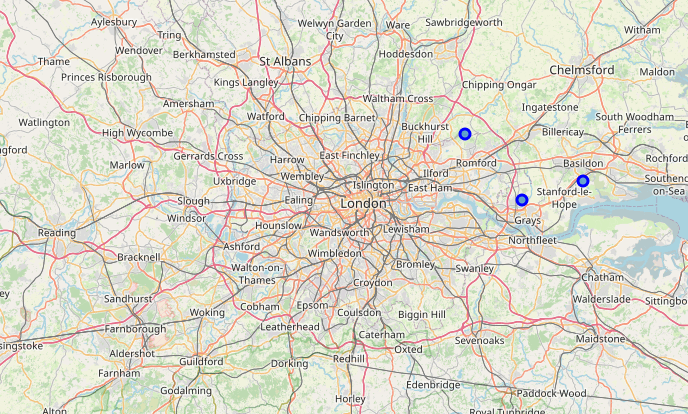 Aylesbury
Welwyn Garden
City
Ware
Sawbridgeworth
Tring
Witham
Wendover
Berkhamsted
Hoddesdon
Thame
St Albans
Chelmsford
Maldon
Princes Risborough
Kings Langley
Chipping Ongar
Amersham
Waltham Cross
Ingatestone
Watlington
Watford
Chipping Barnet
South Woodham
Ferrers
High Wycombe
Buckhurst
Hill
Billericay
ngford
Gerrards Cross
Harrow
East Finchley
Romford
Rochford
Marlow
Wembley
Ilford
Basildon
Uxbridge
Islington
East Ham
Southend-
on-Sea
Slough
Ealing
London
Stanford-le-
Hope
Windsor
Grays
Reading
Hounslow
Wandsworth
Lewisham
Northfleet
Ashford
Bracknell
Wimbledon
Walton-on-
Thames
Bromley
Swanley
Chatham
Croydon
Sandhurst
Cobham
Epsom
Walderslade
Sittingbo
Woking
Coulsdon
Biggin Hill
Farnborough
Leatherhead
Caterham
Sevenoaks
Maidstone
singstoke
Aldershot
Guildford
Redhill
Oxted
Farnham
Dorking
Edenbridge
Godalming
Horley
Paddock Wood
Alton
Royal Tunbridge